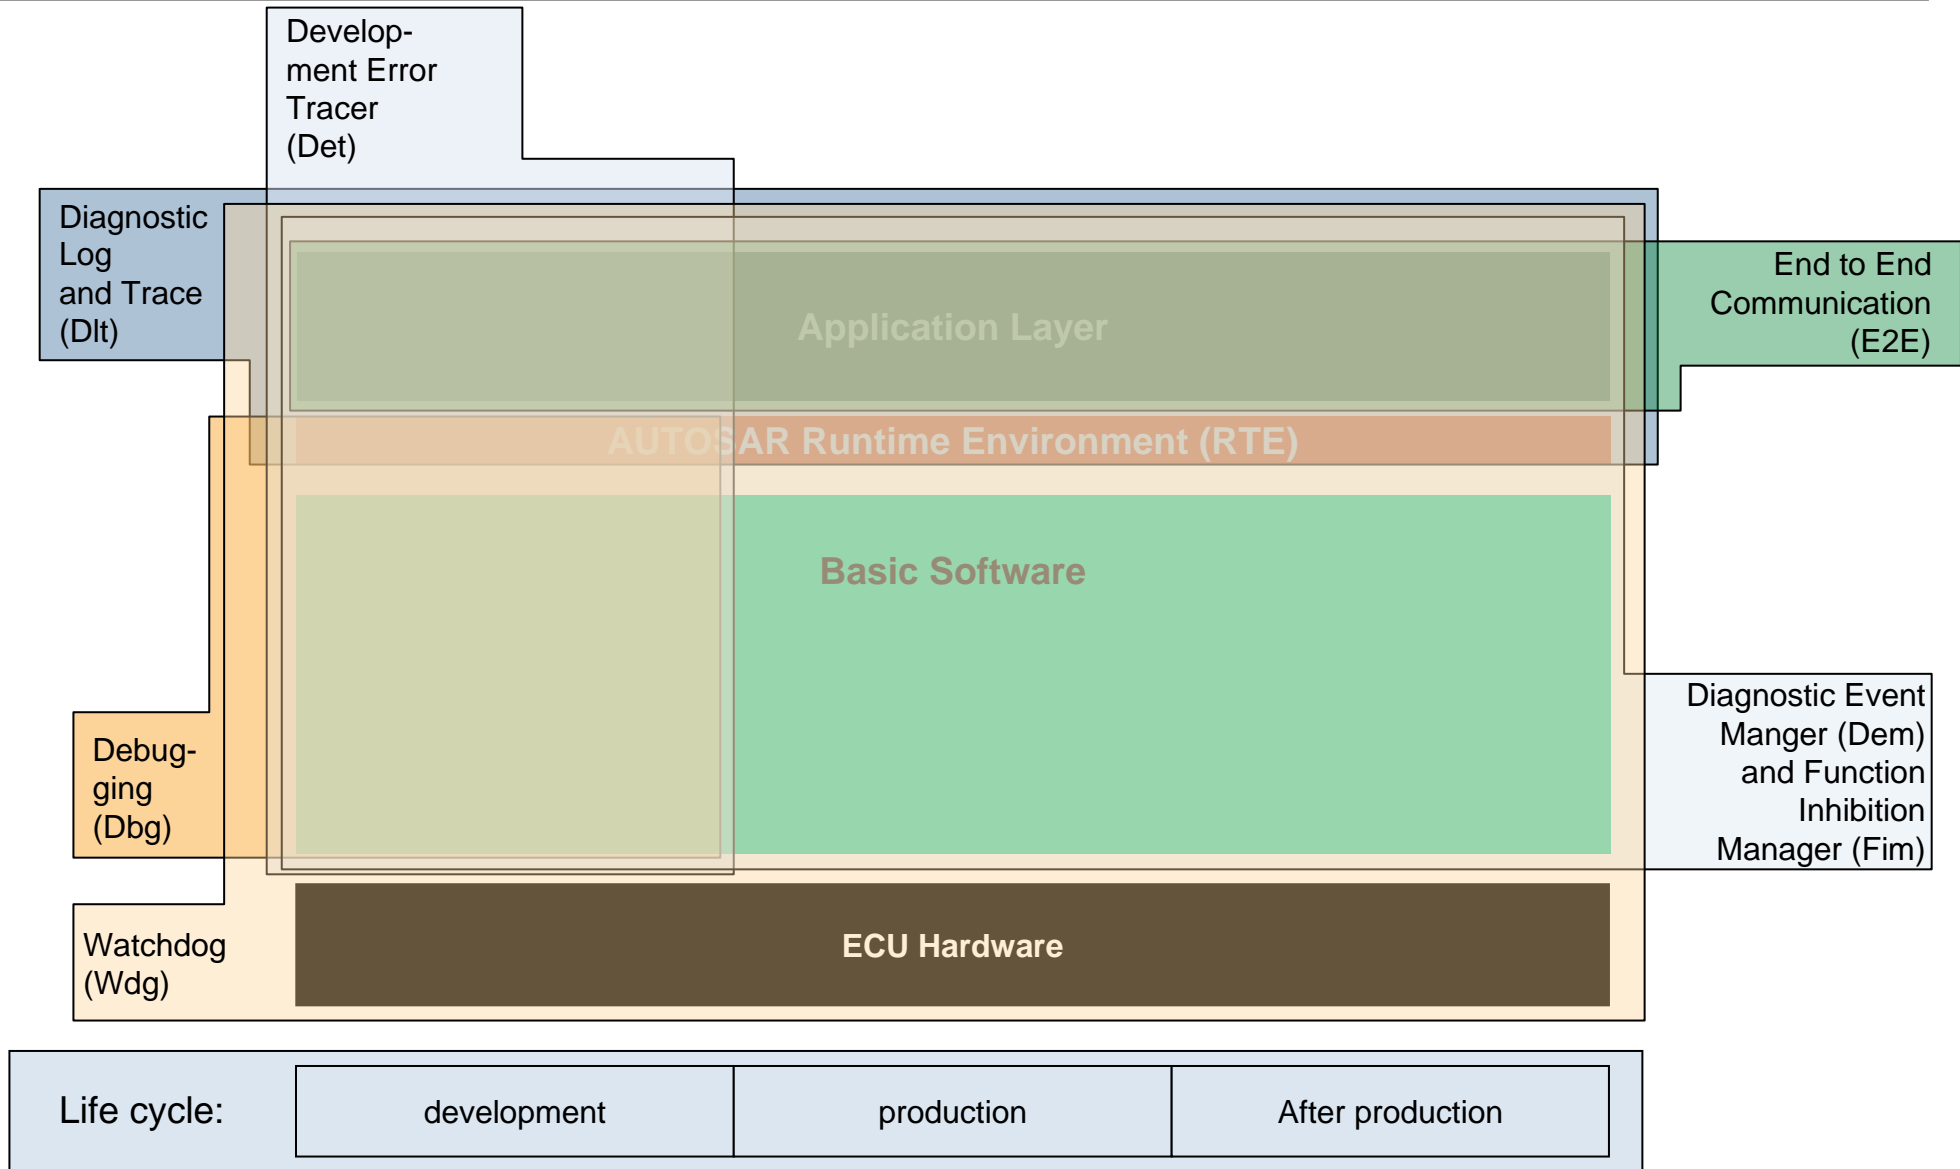 Develop-
ment Error
Tracer
(Det)
Diagnostic
Log
and Trace
(Dlt)
End to End
Communication
(E2E)
Application Layer
AUTOSAR Runtime Environment (RTE)
Basic Software
Debug-
ging
(Dbg)
Diagnostic Event
Manger (Dem)
and Function
Inhibition
Manager (Fim)
Watchdog
(Wdg)
ECU Hardware
Life cycle:
development
production
After production